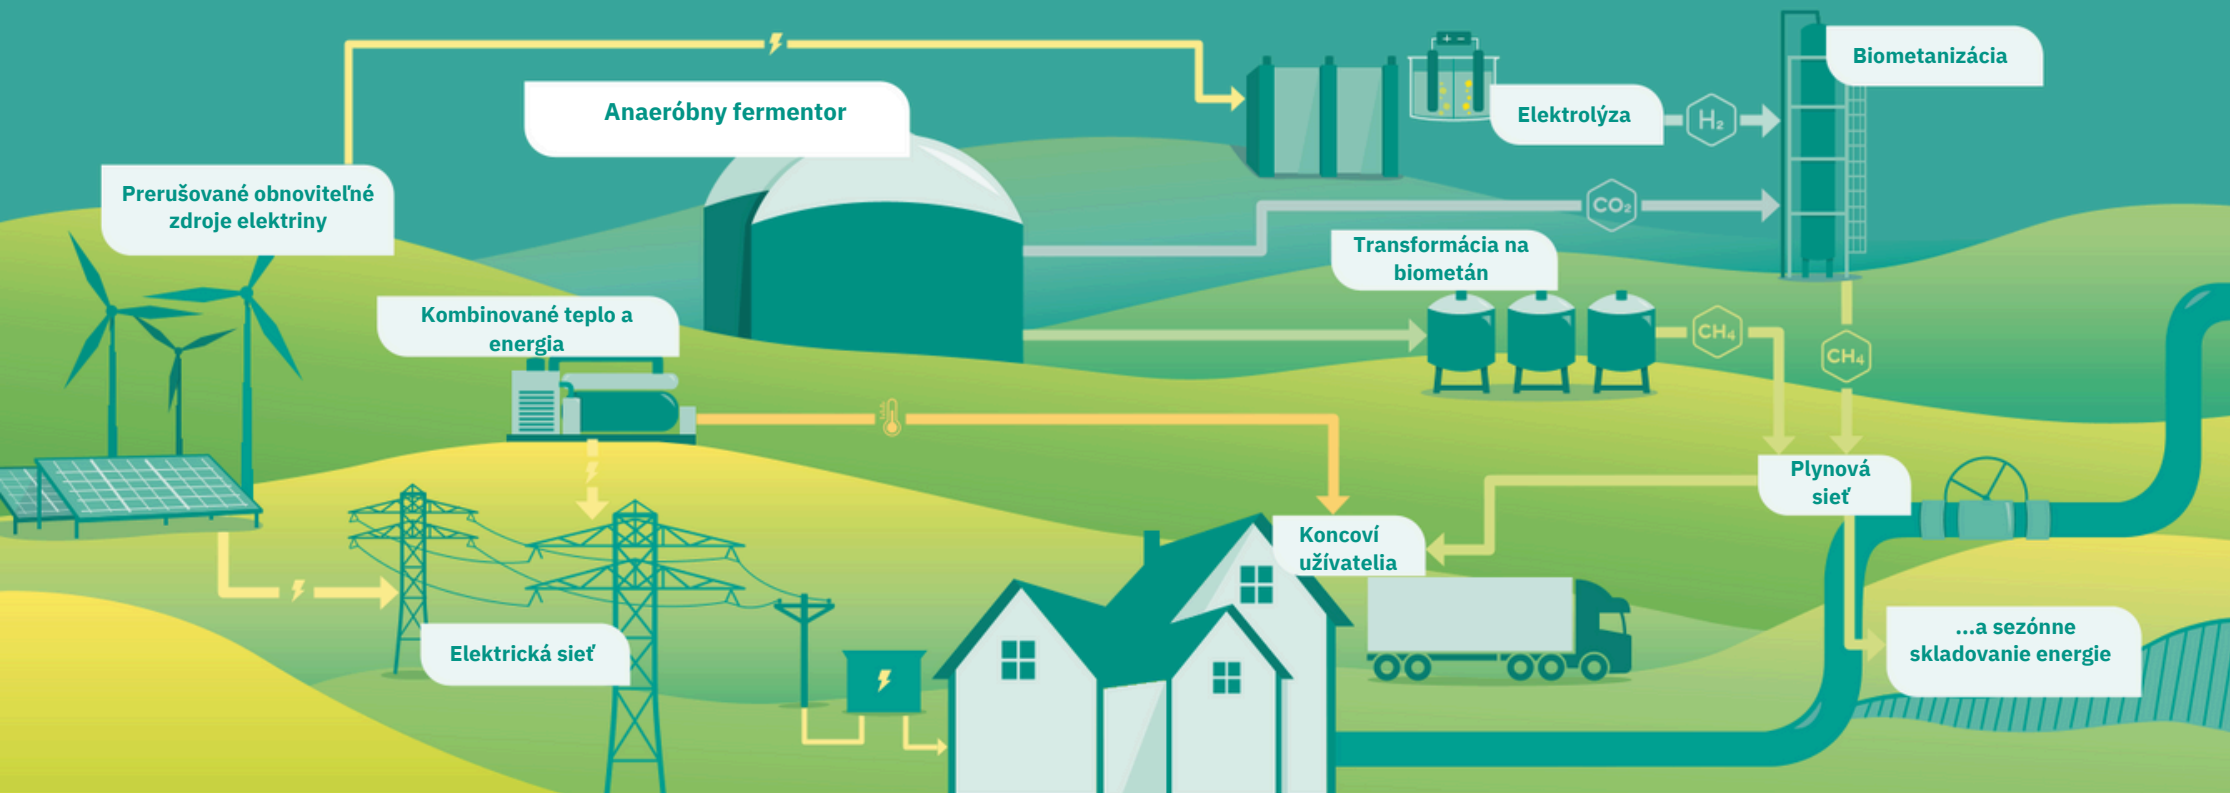 Biometanizácia
Anaeróbny fermentor
Elektrolýza
H₂
Prerušované obnoviteľné
zdroje elektriny
CO₂
Transformácia na
biometán
Kombinované teplo a
energia
CH₄
CH₄
Plynová
sieť
Koncoví
užívatelia
Elektrická sieť
...a sezónne
skladovanie energie